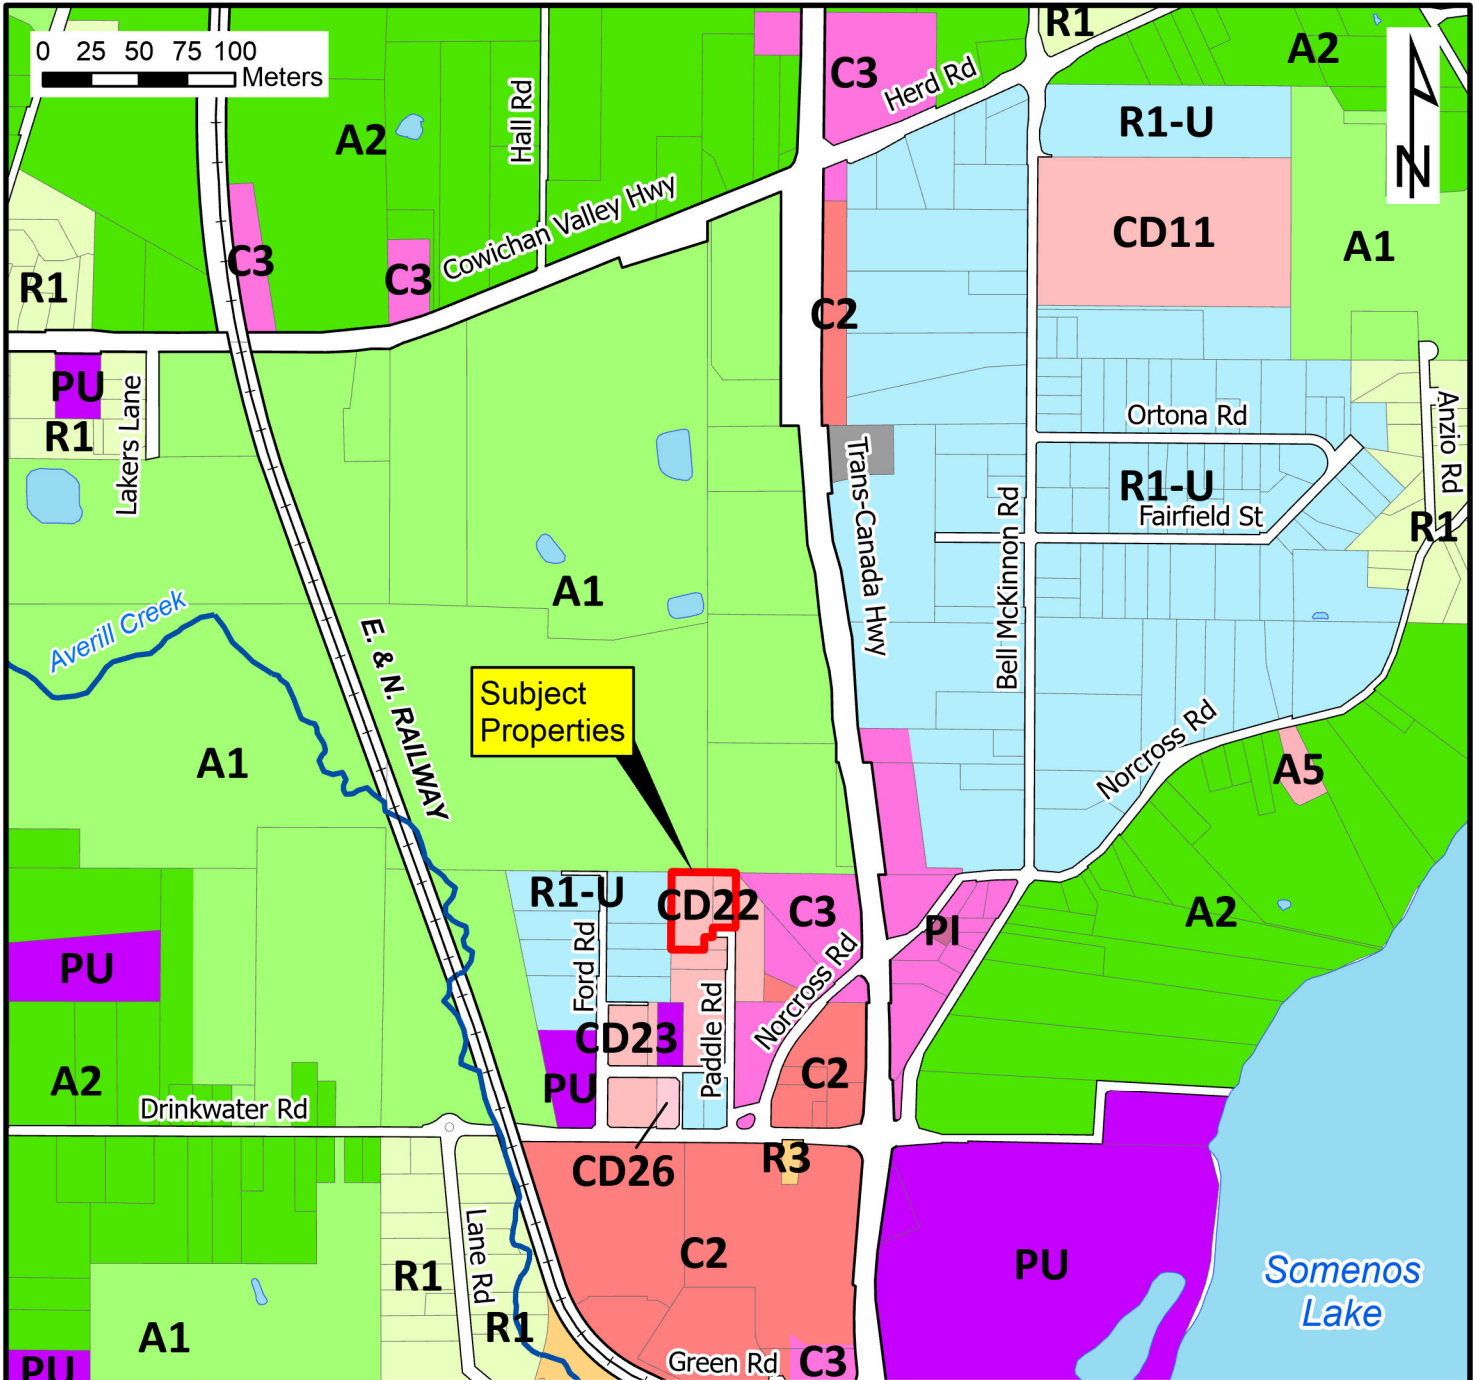 0 25 50 75 100
Meters
R1
A2
C3
Herd Rd
N
A2
Hall Rd
R1-U
Cowichan Valley Hwy
CD11
A1
C3
C3
R1
C2
PU
R1
Lakers Lane
Ortona Rd
Anzio Rd
Trans-Canada Hwy
Bell McKinnon Rd
R1-U
Fairfield St
R1
A1
Averill Creek
E. & N. RAILWAY
Subject
Properties
A1
Norcross Rd
A5
R1-U
CD22
C3
PI
A2
PU
Ford Rd
Norcross Rd
Paddle Rd
CD23
C2
A2
PU
Drinkwater Rd
CD26
R3
C2
PU
Somenos
Lake
Lane Rd
R1
R1
A1
Green Rd
C3
PU